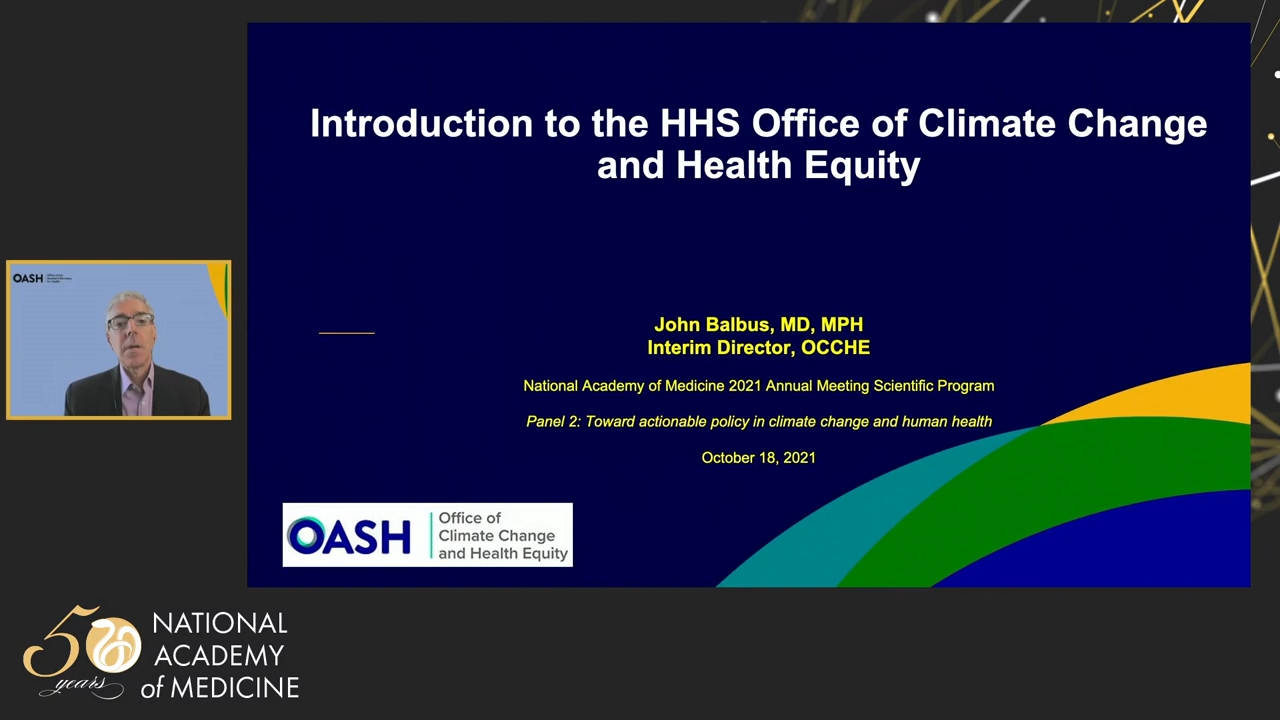 Introduction to the HHS Office of Climate Change
and Health Equity
John Balbus, MD, MPH
Interim Director, OCCHE
National Academy of Medicine 2021 Annual Meeting Scientific Program
Panel 2: Toward actionable policy in climate change and human health
October 18, 2021
OASH
Office of
Climate Change
and Health Equity
OASH
50
years
NATIONAL
ACADEMY
of MEDICINE